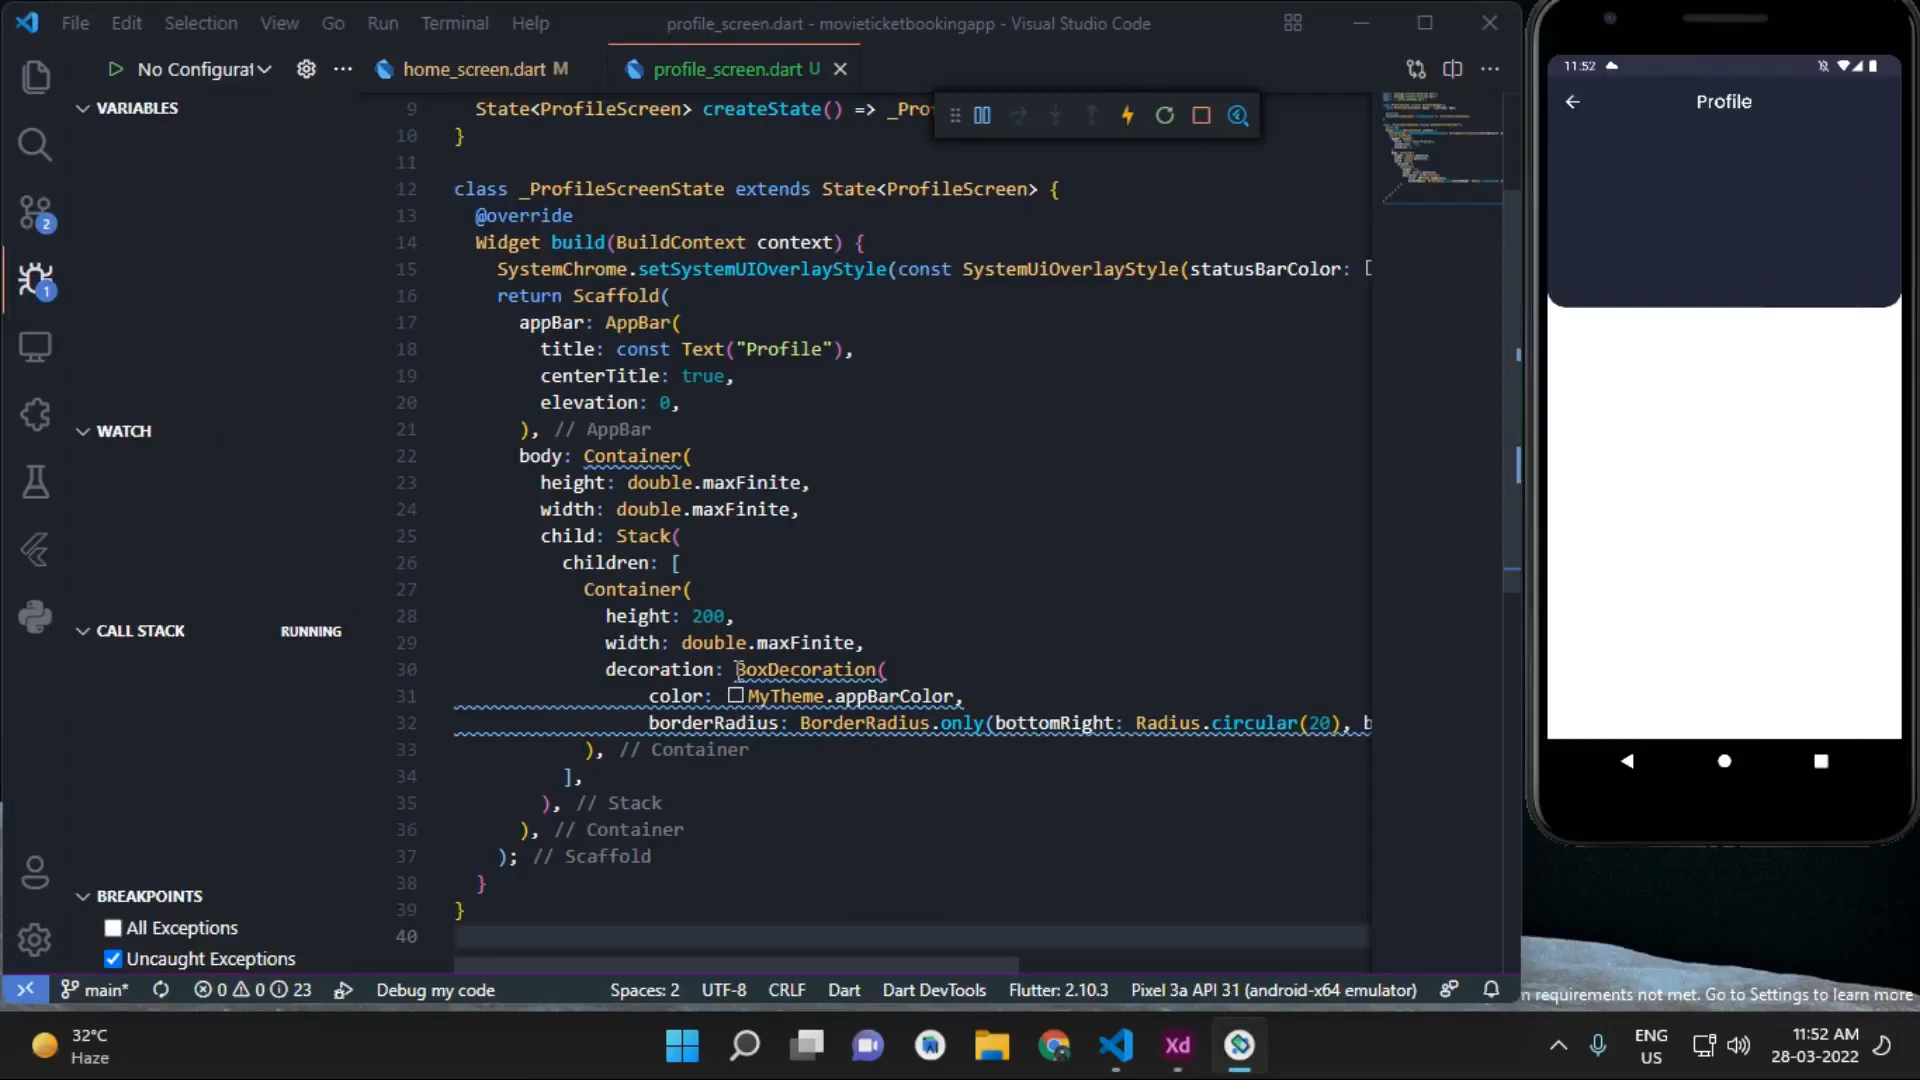 File Edit Selection View Go Run Terminal Help
profile_screen.dart - movieticketbookingapp - Visual Studio Code
No Configurat
home_screen.dart M
profile_screen.dart U
VARIABLES
WATCH
CALL STACK
RUNNING
BREAKPOINTS
All Exceptions
Uncaught Exceptions
2
1
9 State<ProfileScreen> createState() => _Pro
10 }
11
12 class _ProfileScreenState extends State<ProfileScreen> {
13 @override
14 Widget build(BuildContext context) {
15 SystemChrome.setSystemUIOverlayStyle(const SystemUiOverlayStyle(statusBarColor:
16 return Scaffold(
17 appBar: AppBar(
18 title: const Text("Profile"),
19 centerTitle: true,
20 elevation: 0,
21 ), // AppBar
22 body: Container(
23 height: double.maxFinite,
24 width: double.maxFinite,
25 child: Stack(
26 children: [
27 Container(
28 height: 200,
29 width: double.maxFinite,
30 decoration: BoxDecoration(
31 color: MyTheme.appBarColor,
32 borderRadius: BorderRadius.only(bottomRight: Radius.circular(20), b
33 ), // Container
34 ],
35 ), // Stack
36 ), // Container
37 ); // Scaffold
38 }
39 }
40
main* 0 0 23 Debug my code Spaces: 2 UTF-8 CRLF Dart Dart DevTools Flutter: 2.10.3 Pixel 3a API 31 (android-x64 emulator)
11:52
Profile
n requirements not met. Go to Settings to learn more
32°C
Haze
Xd
ENG
US
11:52 AM
28-03-2022